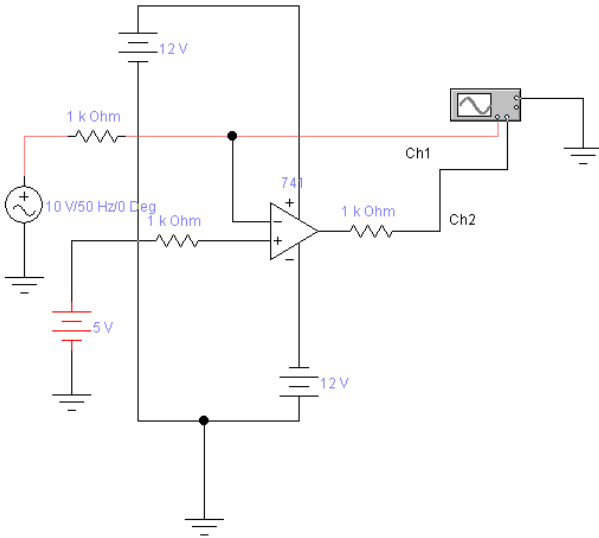 12 V
1 k Ohm
Ch1
741
+
10 V/50 Hz/0 Deg
1 k Ohm
1 k Ohm
Ch2
+
−
+
−
5 V
12 V